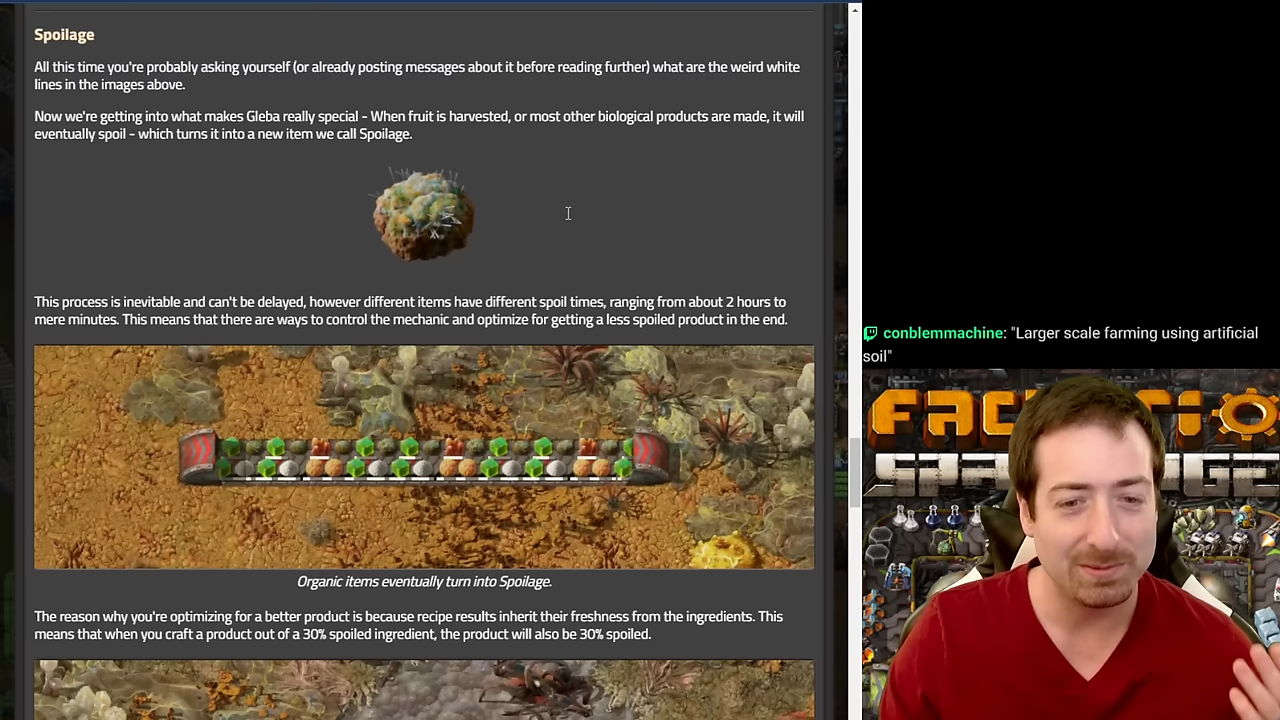 Spoilage
All this time you're probably asking yourself (or already posting messages about it before reading further) what are the weird white
lines in the images above.
Now we're getting into what makes Gleba really special - When fruit is harvested, or most other biological products are made, it will
eventually spoil - which turns it into a new item we call Spoilage.
This process is inevitable and can't be delayed, however different items have different spoil times, ranging from about 2 hours to
mere minutes. This means that there are ways to control the mechanic and optimize for getting a less spoiled product in the end.
Organic items eventually turn into Spoilage.
The reason why you're optimizing for a better product is because recipe results inherit their freshness from the ingredients. This
means that when you craft a product out of a 30% spoiled ingredient, the product will also be 30% spoiled.
conblemmachine: "Larger scale farming using artificial
soil"